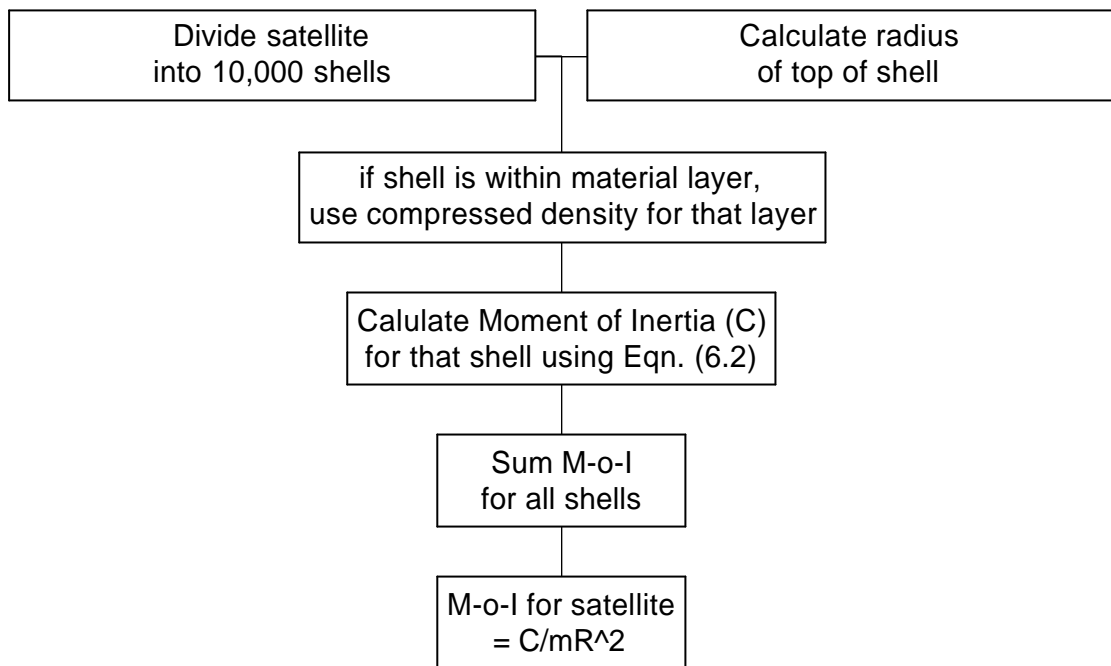 Divide satellite
into 10,000 shells
Calculate radius
of top of shell
if shell is within material layer,
use compressed density for that layer
Calulate Moment of Inertia (C)
for that shell using Eqn. (6.2)
Sum M-o-I
for all shells
M-o-I for satellite
= C/mR^2